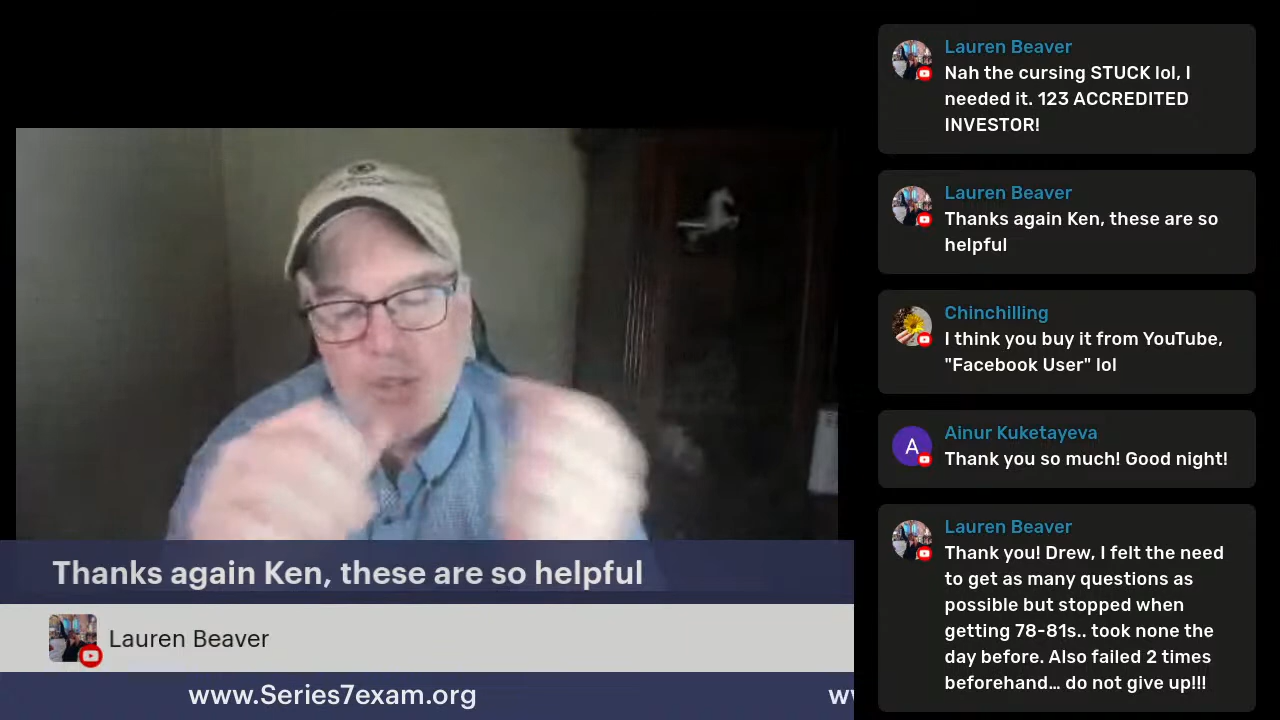 Lauren Beaver
Nah the cursing STUCK lol, I
needed it. 123 ACCREDITED
INVESTOR!
Lauren Beaver
Thanks again Ken, these are so
helpful
Chinchilling
I think you buy it from YouTube,
"Facebook User" lol
A
Ainur Kuketayeva
Thank you so much! Good night!
Lauren Beaver
Thank you! Drew, I felt the need
to get as many questions as
possible but stopped when
getting 78-81s.. took none the
day before. Also failed 2 times
beforehand... do not give up!!!
Thanks again Ken, these are so helpful
Lauren Beaver
www.Series7exam.org